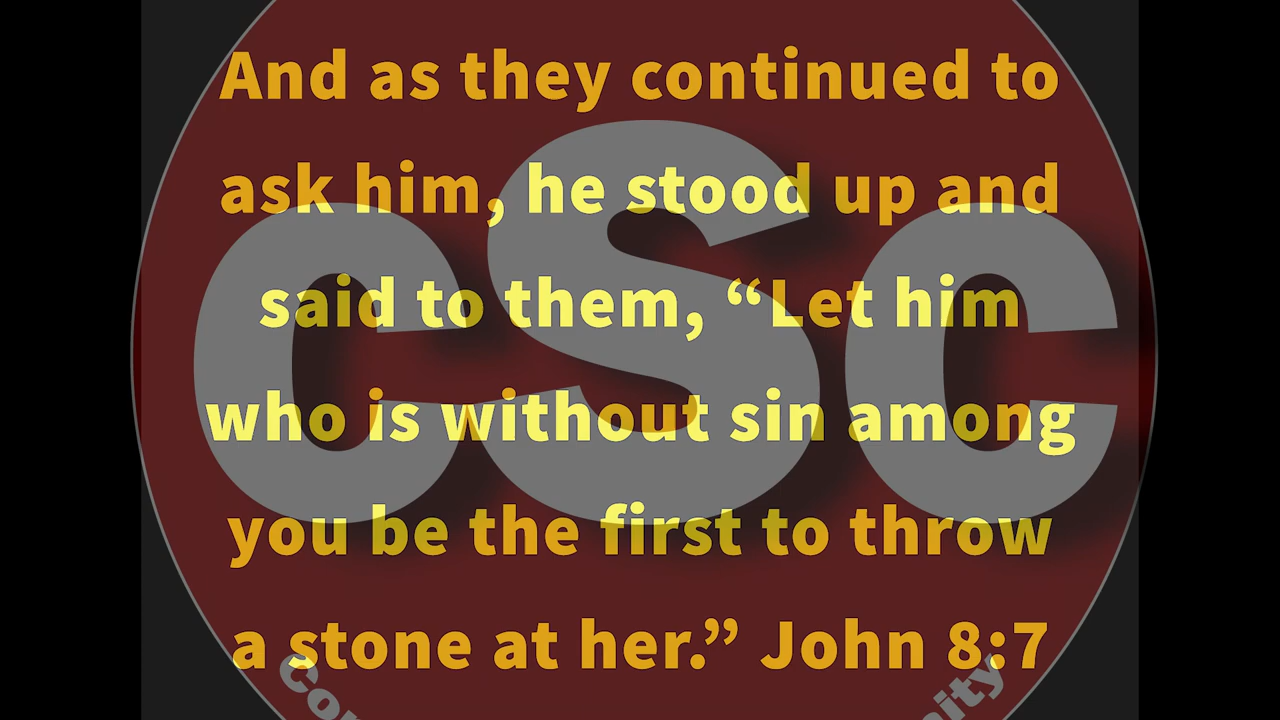 And as they continued to
ask him, he stood up and
said to them, “Let him
who is without sin among
you be the first to throw
a stone at her.” John 8:7
cSc